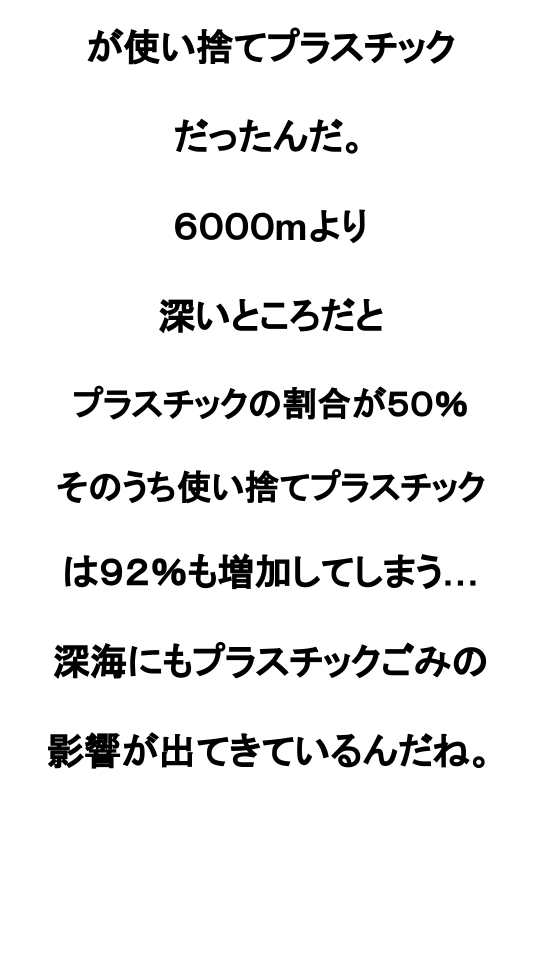 が使い捨てプラスチック
だったんだ。
6000mより
深いところだと
プラスチックの割合が50%
そのうち使い捨てプラスチック
は92%も増加してしまう...
深海にもプラスチックごみの
影響が出てきているんだね。